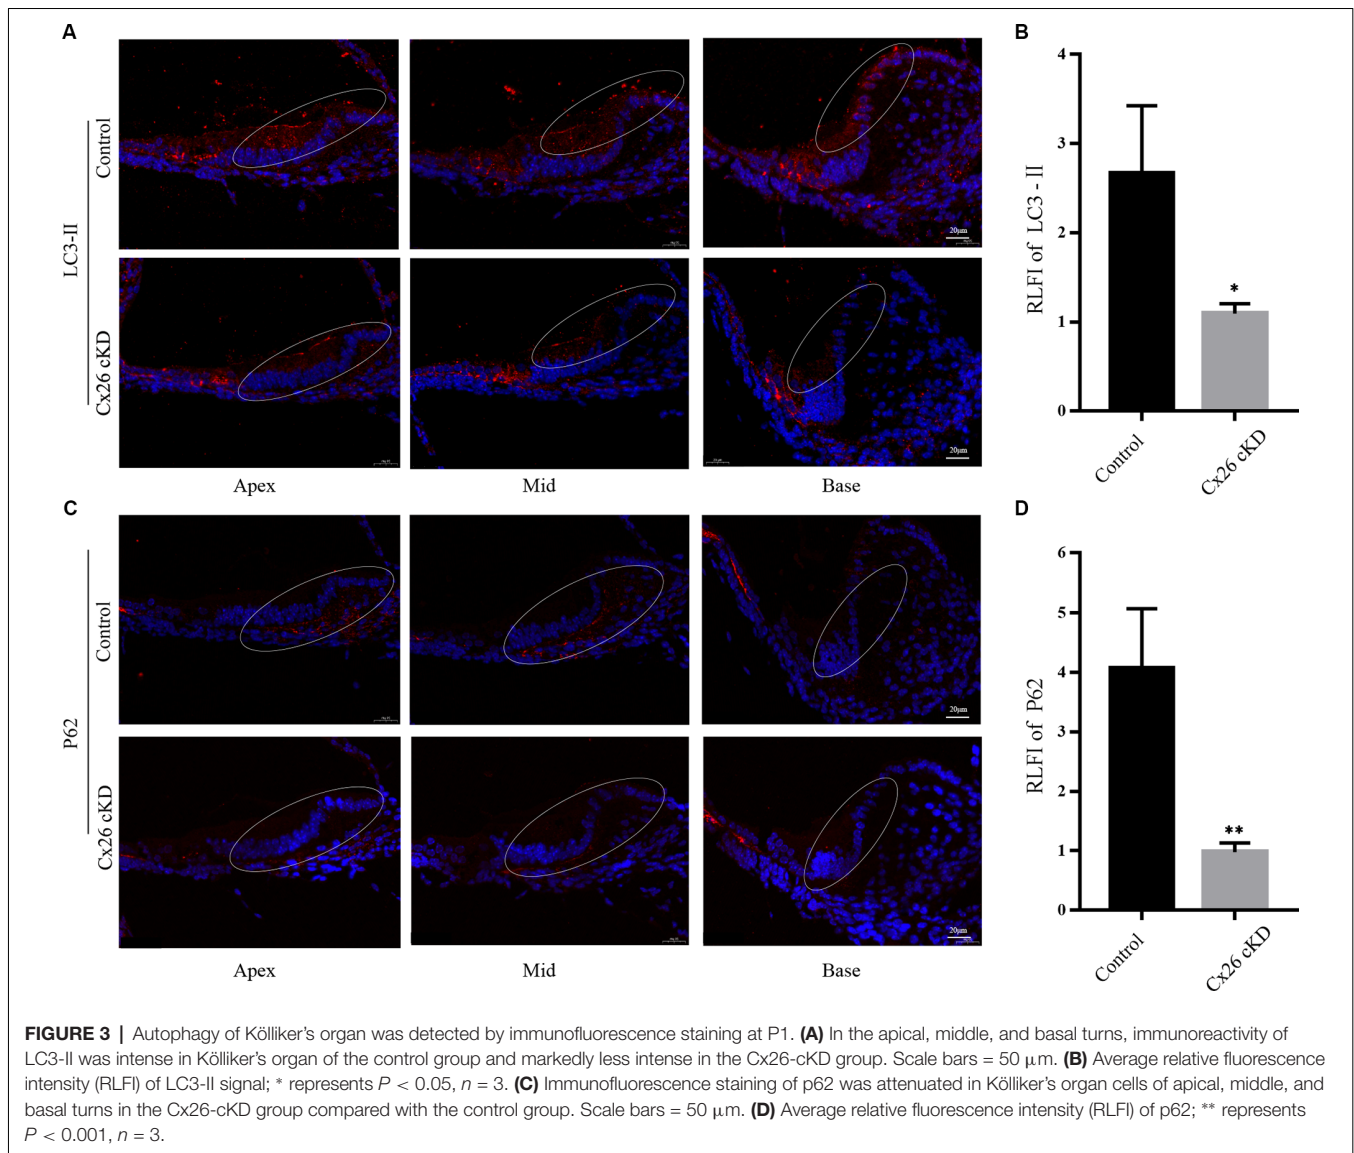 A
B
Control
LC3-II
Cx26 cKD
20μm
20μm
Apex
Mid
Base
4
3
2
1
0
RLFI of LC3 - II
*
Control
Cx26 cKD
C
D
Control
P62
Cx26 cKD
20μm
20μm
Apex
Mid
Base
6
5
4
3
2
1
0
RLFI of P62
**
Control
Cx26 cKD
FIGURE 3 | Autophagy of Kölliker's organ was detected by immunofluorescence staining at P1. (A) In the apical, middle, and basal turns, immunoreactivity of
LC3-II was intense in Kölliker's organ of the control group and markedly less intense in the Cx26-cKD group. Scale bars = 50 μm. (B) Average relative fluorescence
intensity (RLFI) of LC3-II signal; * represents P < 0.05, n = 3. (C) Immunofluorescence staining of p62 was attenuated in Kölliker's organ cells of apical, middle, and
basal turns in the Cx26-cKD group compared with the control group. Scale bars = 50 μm. (D) Average relative fluorescence intensity (RLFI) of p62; ** represents
P < 0.001, n = 3.